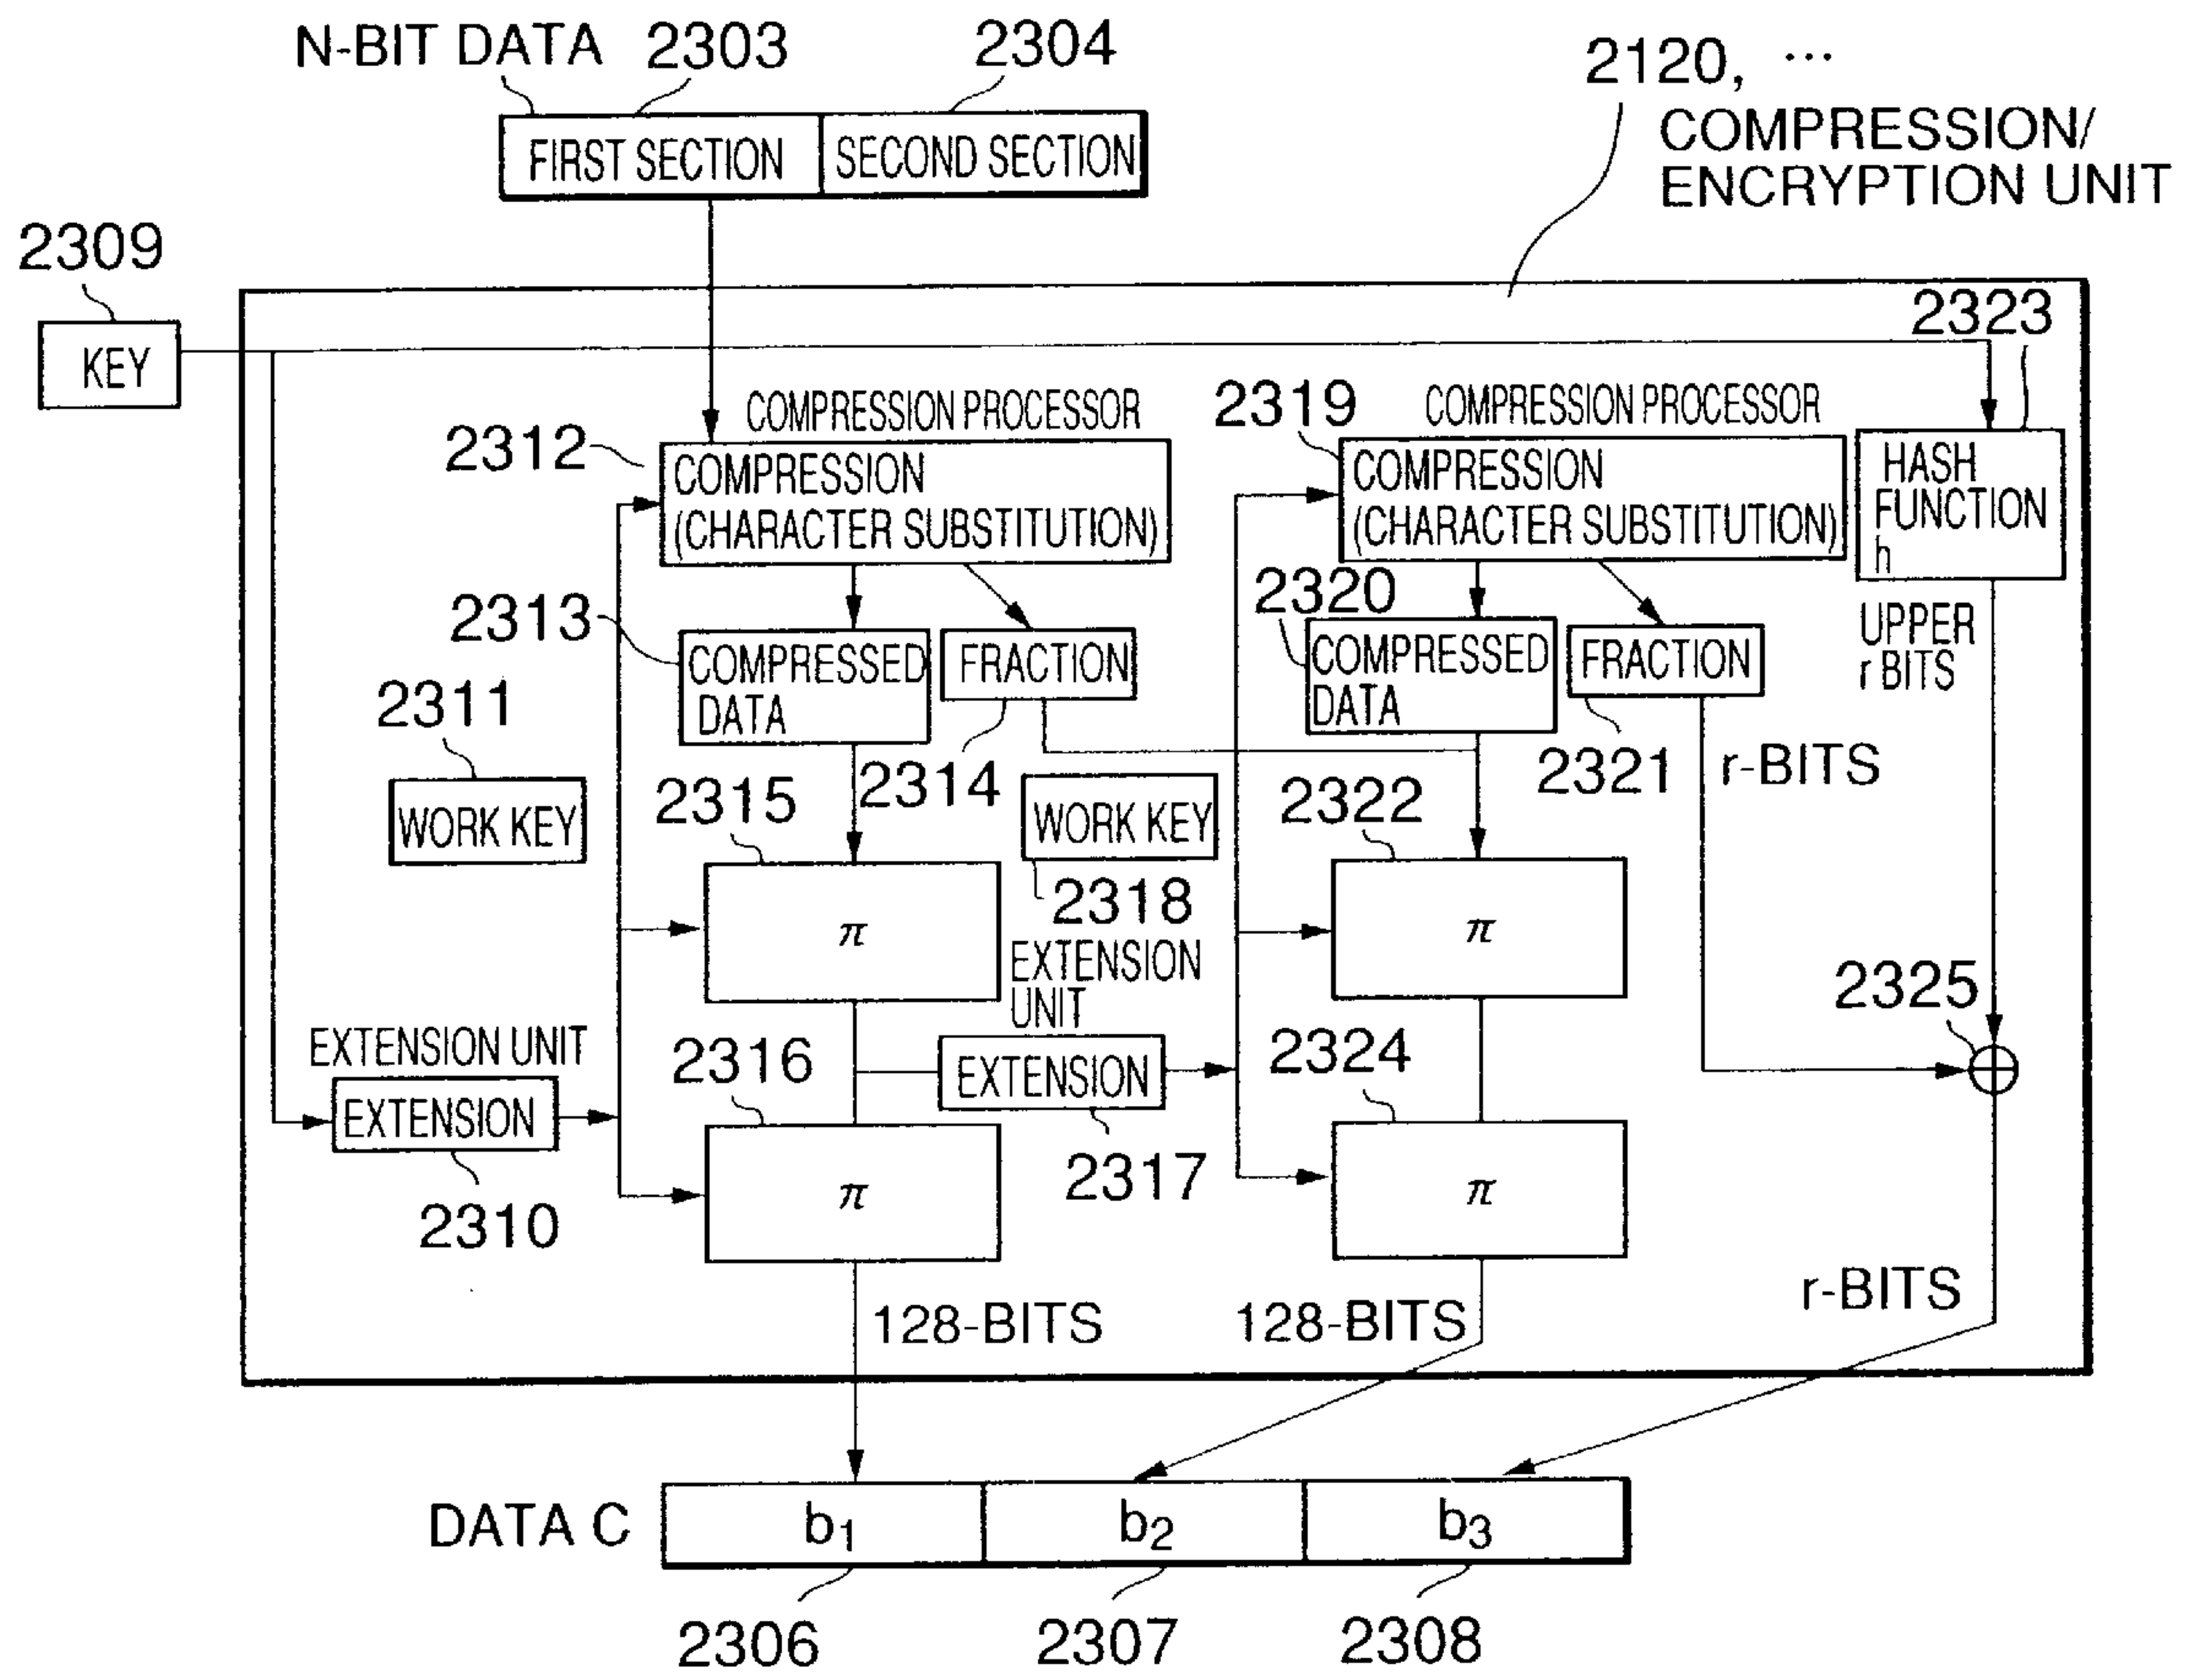 N-BIT DATA 2303 2304
2120, ...
COMPRESSION/
ENCRYPTION UNIT
FIRST SECTION SECOND SECTION
2309
KEY
2323
COMPRESSION PROCESSOR
2312
COMPRESSION
(CHARACTER SUBSTITUTION)
2319
COMPRESSION PROCESSOR
COMPRESSION
(CHARACTER SUBSTITUTION)
HASH
FUNCTION
h
2313
COMPRESSED
DATA
FRACTION
2320
COMPRESSED
DATA
FRACTION
UPPER
r BITS
2311
WORK KEY
2314
2321
r-BITS
2315
π
WORK KEY
2318
2322
π
EXTENSION
UNIT
EXTENSION
2317
2325
EXTENSION UNIT
EXTENSION
2310
2316
π
2324
π
128-BITS
128-BITS
r-BITS
DATA C
b1 b2 b3
2306 2307 2308